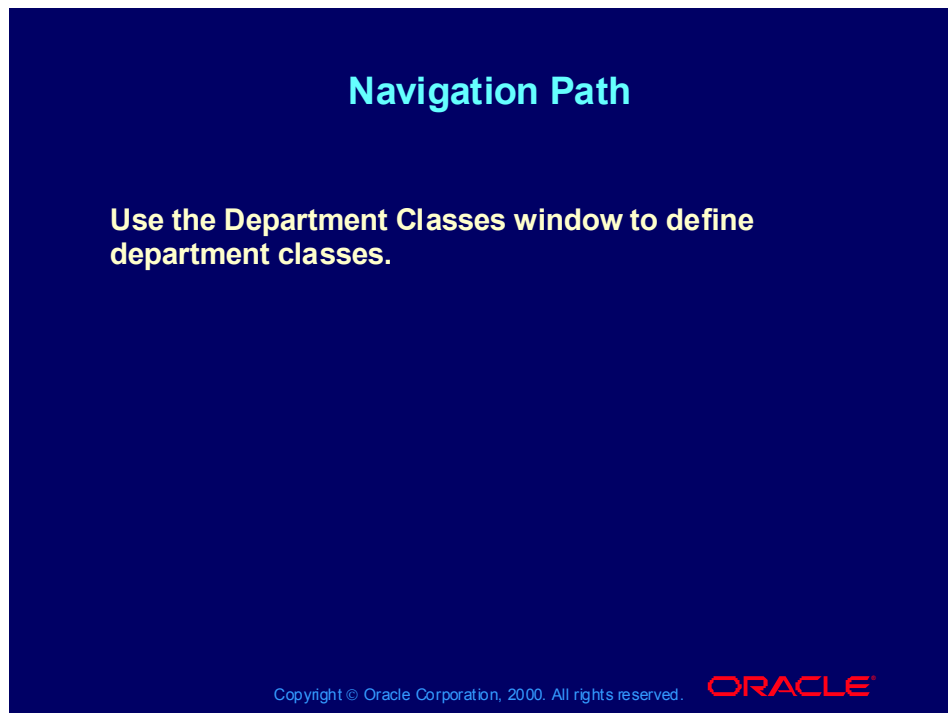 Navigation Path
Use the Department Classes window to define
department classes.
Copyright © Oracle Corporation, 2000. All rights reserved.
ORACLE®